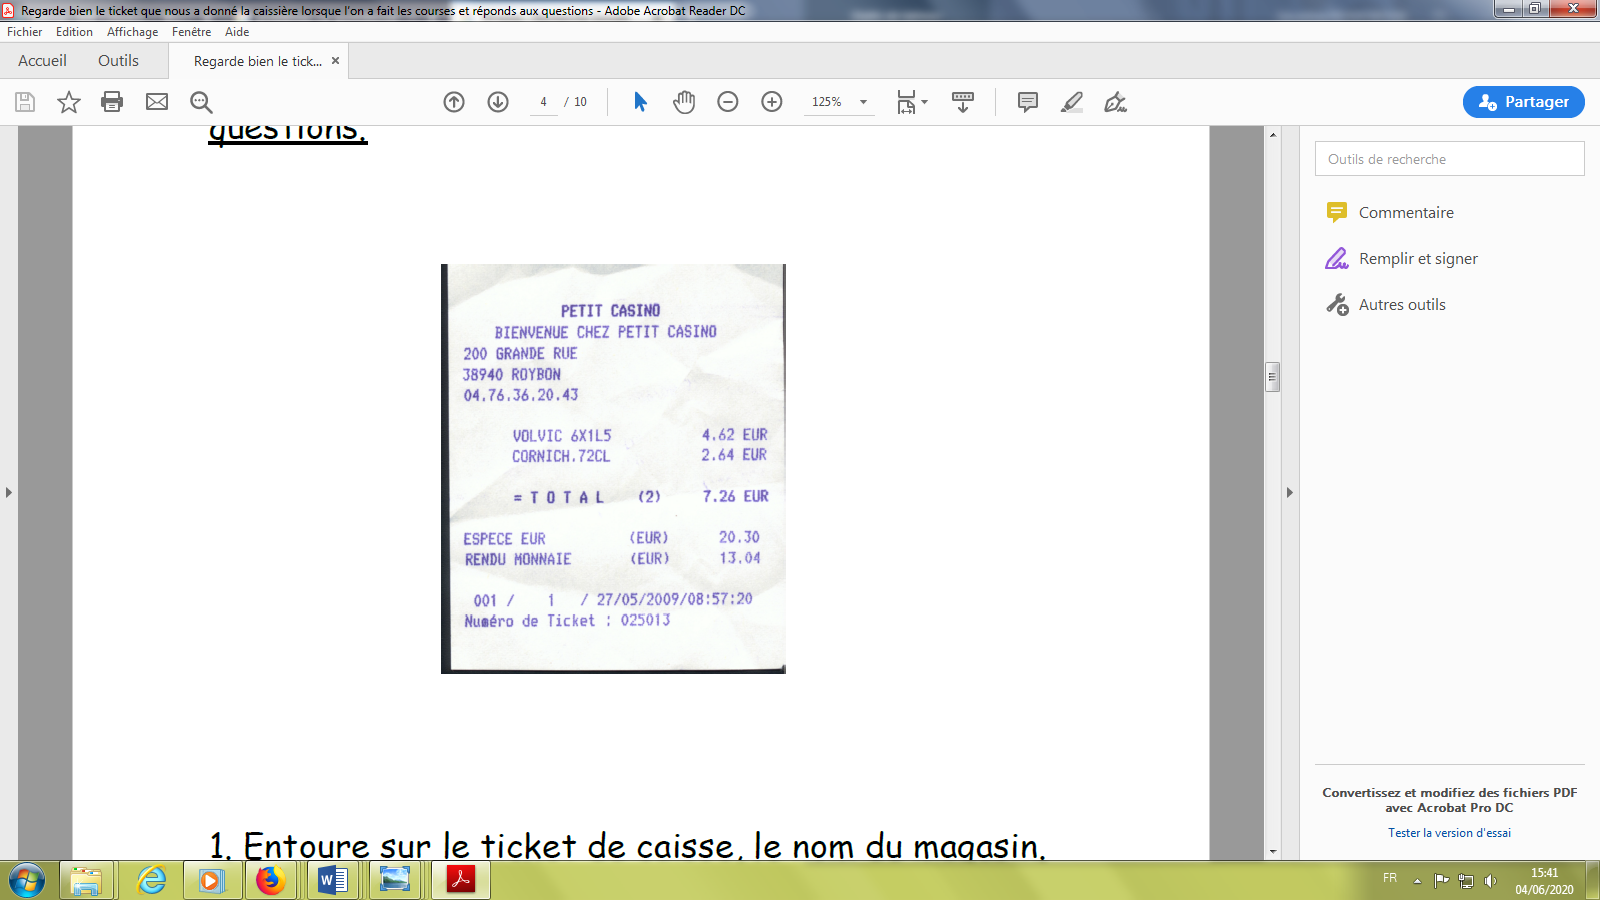 Regarde bien le ticket que nous a donné la caissière lorsque l'on a fait les courses et réponds aux questions - Adobe Acrobat Reader DC
Fichier Edition Affichage Fenêtre Aide
Accueil Outils Regarde bien le tick... ×
4 / 10 125% Partager
questions.
Outils de recherche
Commentaire
Remplir et signer
Autres outils
PETIT CASINO
BIENVENUE CHEZ PETIT CASINO
200 GRANDE RUE
38940 ROYBON
04.76.36.20.43
VOLVIC 6X1L5 4.62 EUR
CORNICH.72CL 2.64 EUR
= T O T A L (2) 7.26 EUR
ESPECE EUR (EUR) 20.30
RENDU MONNAIE (EUR) 13.04
001 / 1 / 27/05/2009/08:57:20
Numéro de Ticket : 025013
1. Entoure sur le ticket de caisse, le nom du magasin.
Convertissez et modifiez des fichiers PDF
avec Acrobat Pro DC
Tester la version d'essai
FR 15:41
04/06/2020